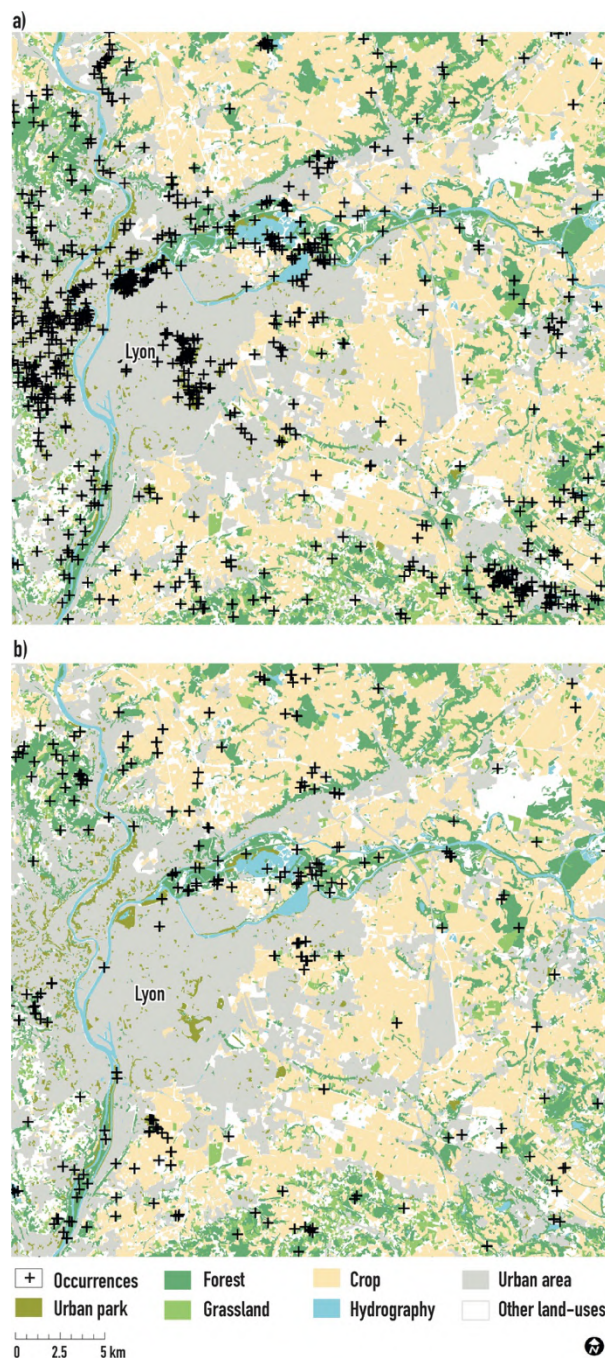 a)
Lyon
b)
Lyon
+ Occurrences Forest Crop Urban area
Urban park Grassland Hydrography Other land-uses
0 2.5 5 km
N